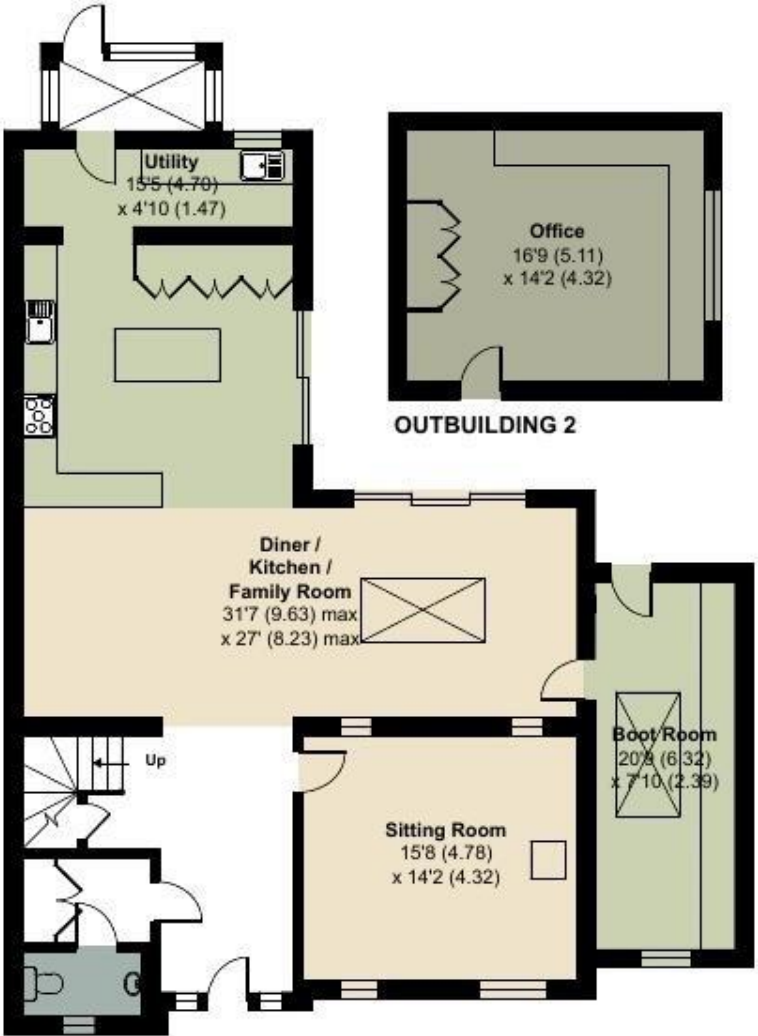 Utility
15'5 (4.70)
x 4'10 (1.47)
Office
16'9 (5.11)
x 14'2 (4.32)
OUTBUILDING 2
Diner /
Kitchen /
Family Room
31'7 (9.63) max
x 27' (8.23) max
Up
Boot Room
20'9 (6.32)
x 7'10 (2.39)
Sitting Room
15'8 (4.78)
x 14'2 (4.32)